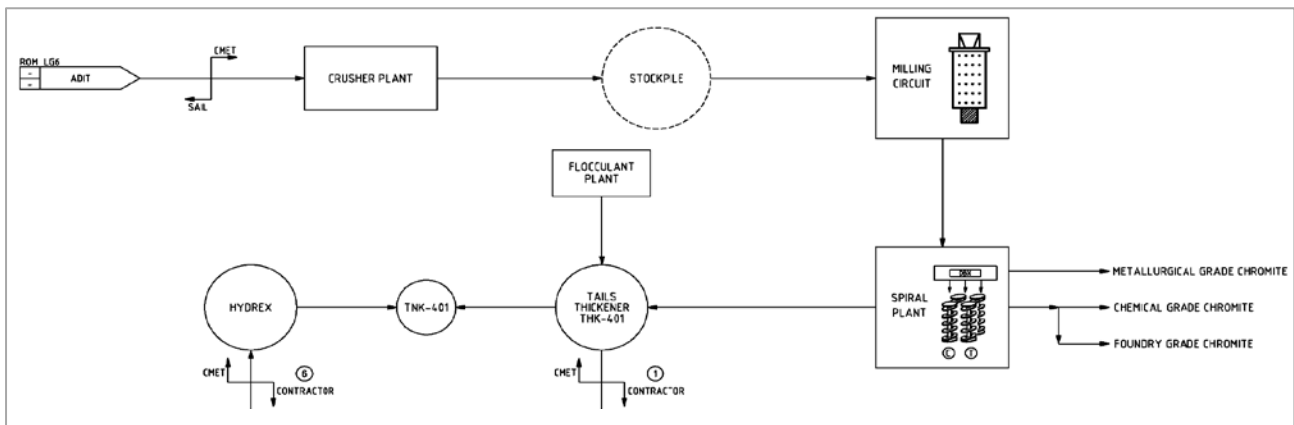 ROM LG6
-
-
ADIT
CMET
SAIL
CRUSHER PLANT
STOCKPILE
MILLING
CIRCUIT
FLOCCULANT
PLANT
HYDREX
TNK-401
TAILS
THICKENER
THK-401
SPIRAL
PLANT
C T
METALLURGICAL GRADE CHROMITE
CHEMICAL GRADE CHROMITE
FOUNDRY GRADE CHROMITE
CMET
6
CONTRACTOR
CMET
1
CONTRACTOR